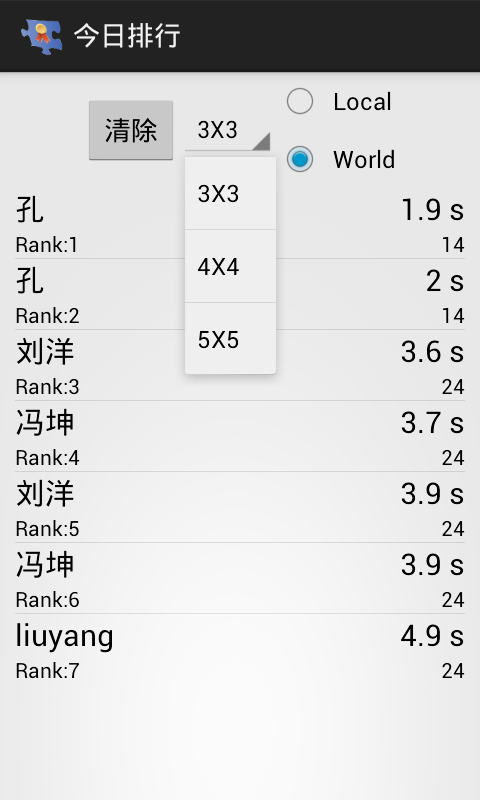 今日排行
清除
3X3
Local
World
3X3
4X4
5X5
孔
1.9 s
Rank:1
14
孔
2 s
Rank:2
14
刘洋
3.6 s
Rank:3
24
冯坤
3.7 s
Rank:4
24
刘洋
3.9 s
Rank:5
24
冯坤
3.9 s
Rank:6
24
liuyang
4.9 s
Rank:7
24